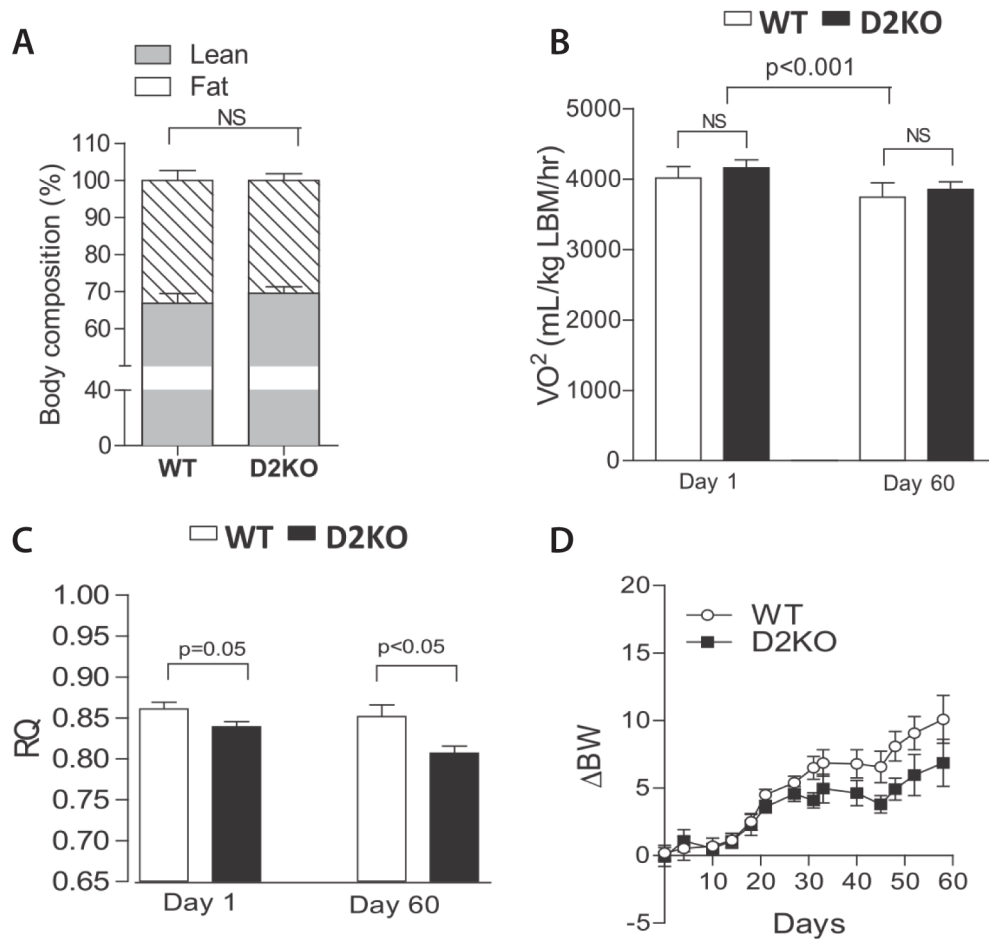 A
Lean
Fat
NS
Body composition (%)
110
100
90
80
70
60
40
0
WT
D2KO
B
WT D2KO
p<0.001
NS
NS
VO² (mL/kg LBM/hr)
5000
4000
3000
2000
1000
0
Day 1
Day 60
C
WT D2KO
p=0.05
p<0.05
RQ
1.00
0.95
0.90
0.85
0.80
0.75
0.70
0.65
Day 1
Day 60
D
WT
D2KO
ΔBW
20
15
10
5
0
-5
10 20 30 40 50 60
Days